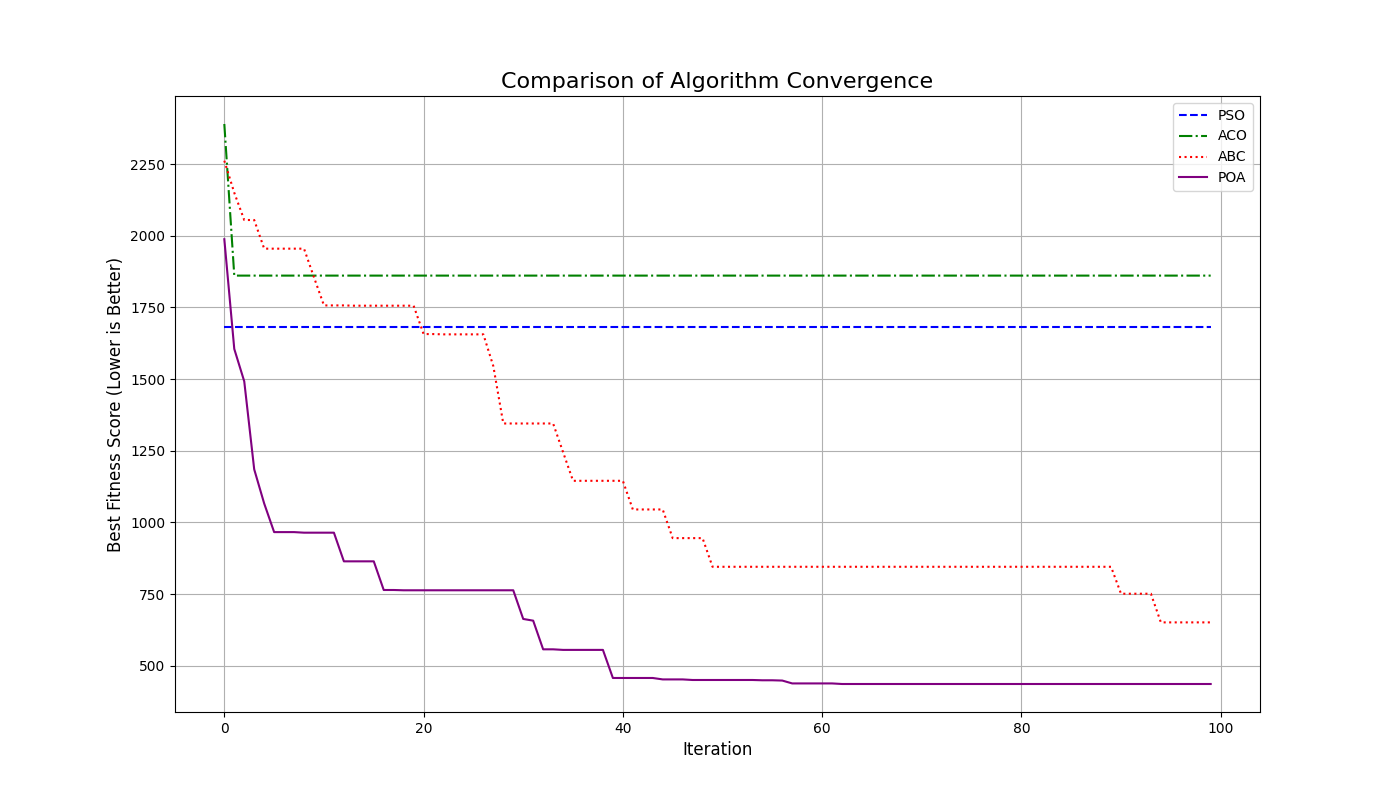 Comparison of Algorithm Convergence
PSO
ACO
ABC
POA
Best Fitness Score (Lower is Better)
2250
2000
1750
1500
1250
1000
750
500
0 20 40 60 80 100
Iteration